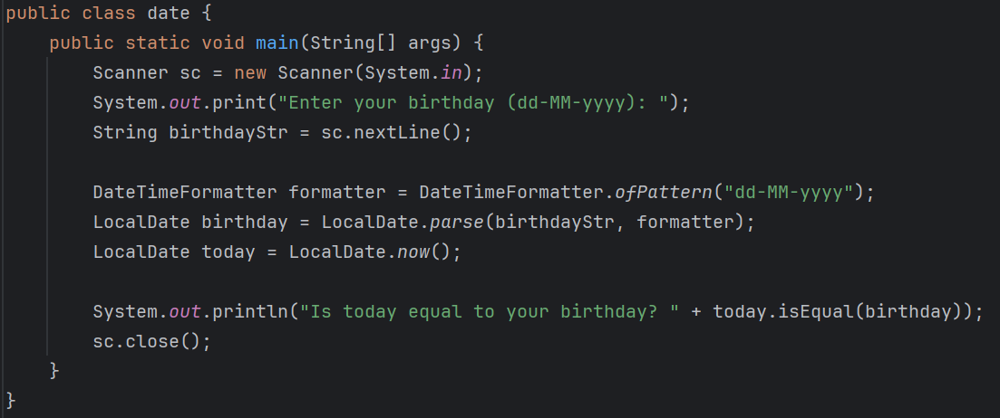 public class date {
public static void main(String[] args) {
Scanner sc = new Scanner(System.in);
System.out.print("Enter your birthday (dd-MM-yyyy): ");
String birthdayStr = sc.nextLine();
DateTimeFormatter formatter = DateTimeFormatter.ofPattern("dd-MM-yyyy");
LocalDate birthday = LocalDate.parse(birthdayStr, formatter);
LocalDate today = LocalDate.now();
System.out.println("Is today equal to your birthday? " + today.isEqual(birthday));
sc.close();
}
}